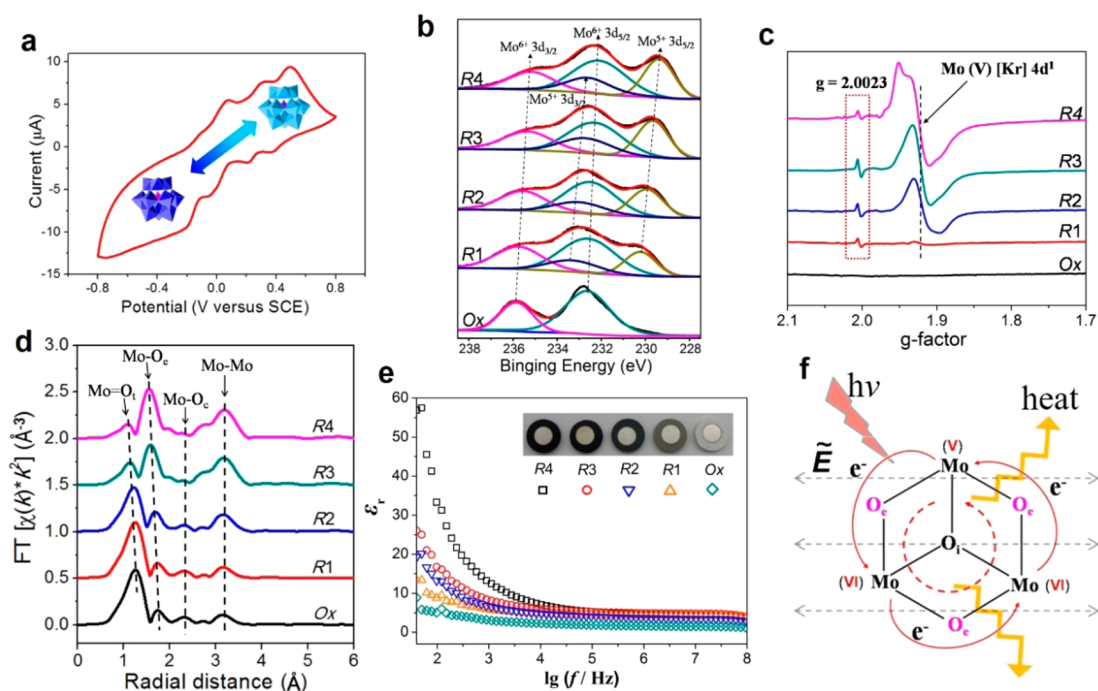 a
Current (μA)
10
5
0
-5
-10
-15
-0.8 -0.4 0.0 0.4 0.8
Potential (V versus SCE)
b
Mo⁶⁺ 3d₃/₂
Mo⁶⁺ 3d₅/₂
Mo⁵⁺ 3d₅/₂
Mo⁵⁺ 3d₃/₂
R4
R3
R2
R1
Ox
238 236 234 232 230 228
Binging Energy (eV)
c
g = 2.0023
Mo (V) [Kr] 4d¹
R4
R3
R2
R1
Ox
2.1 2.0 1.9 1.8 1.7
g-factor
d
FT [χ(k)*k²] (Å⁻³)
3.0
2.5
2.0
1.5
1.0
0.5
0.0
Mo=Oₜ
Mo-Oₑ
Mo-O꜀
Mo-Mo
R4
R3
R2
R1
Ox
0 1 2 3 4 5 6
Radial distance (Å)
e
εᵣ
60
50
40
30
20
10
0
R4 R3 R2 R1 Ox
2 3 4 5 6 7 8
lg (f / Hz)
f
hν
heat
Ẽ
e⁻
(V)
Mo
e⁻
Oₑ
Oₑ
Oᵢ
(VI) Mo
Mo (VI)
Oₑ
e⁻